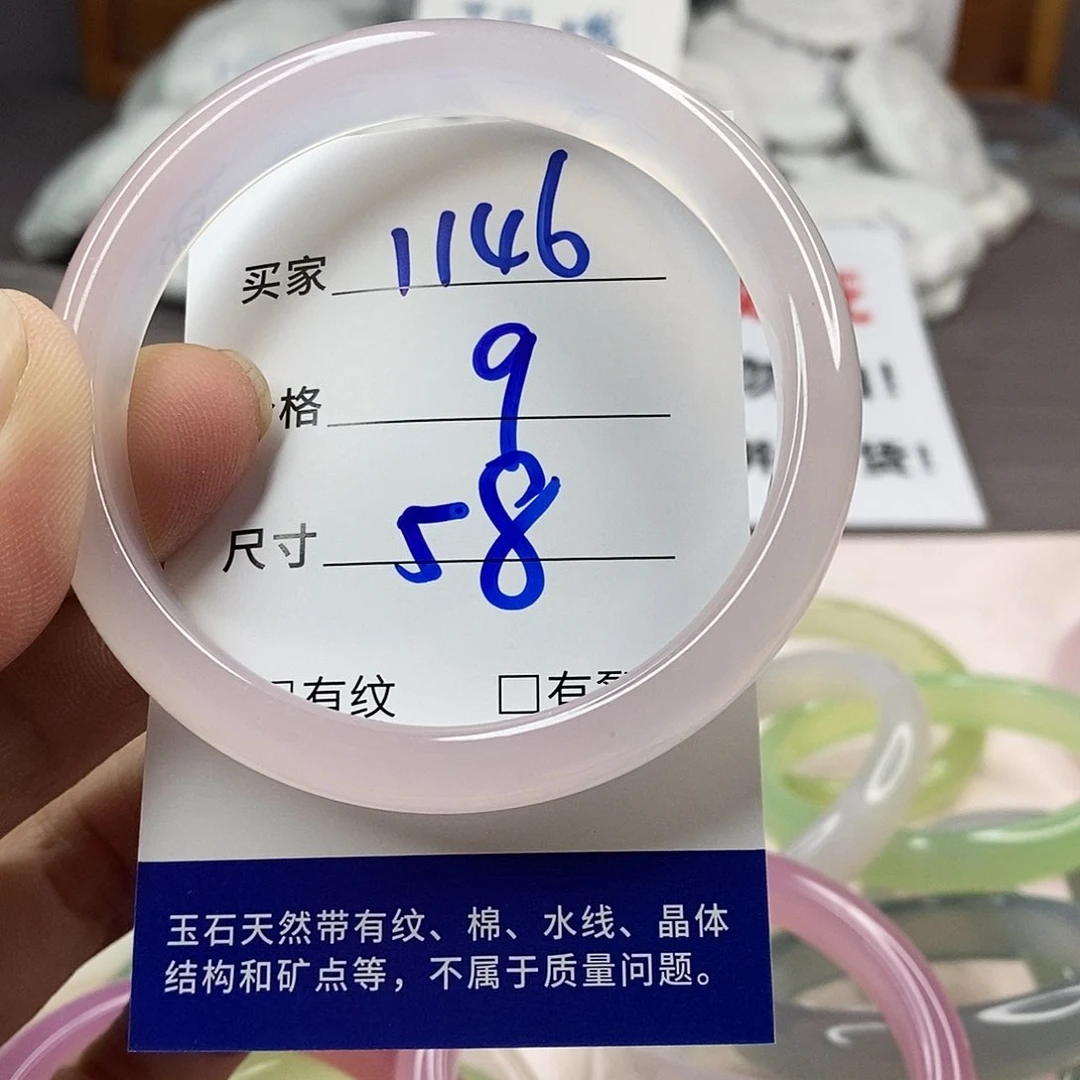 买家 1146
格 9
尺寸 58
有纹 □有
玉石天然带有纹、棉、水线、晶体
结构和矿点等，不属于质量问题。
货！